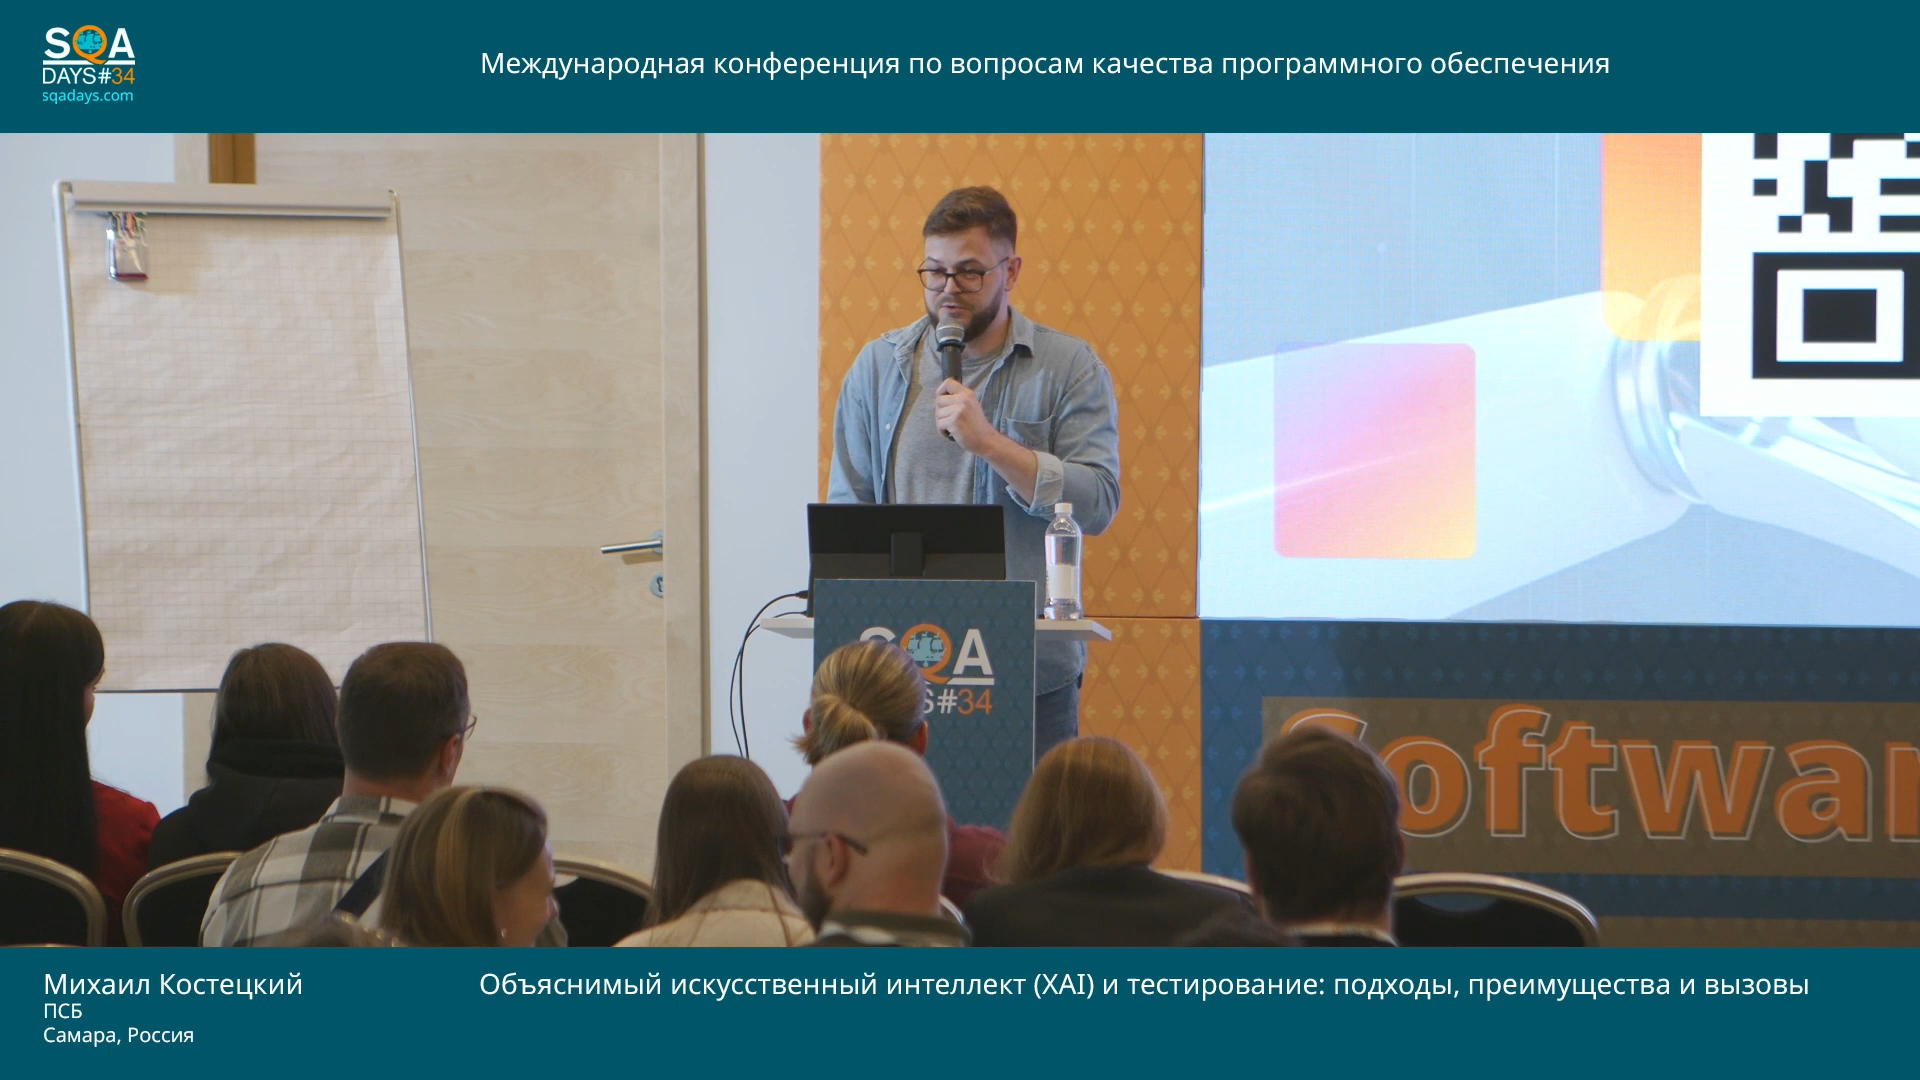 SQA
DAYS#34
sqadays.com
Международная конференция по вопросам качества программного обеспечения
SQA
#34
Softwar
Михаил Костецкий
ПСБ
Самара, Россия
Объяснимый искусственный интеллект (XAI) и тестирование: подходы, преимущества и вызовы